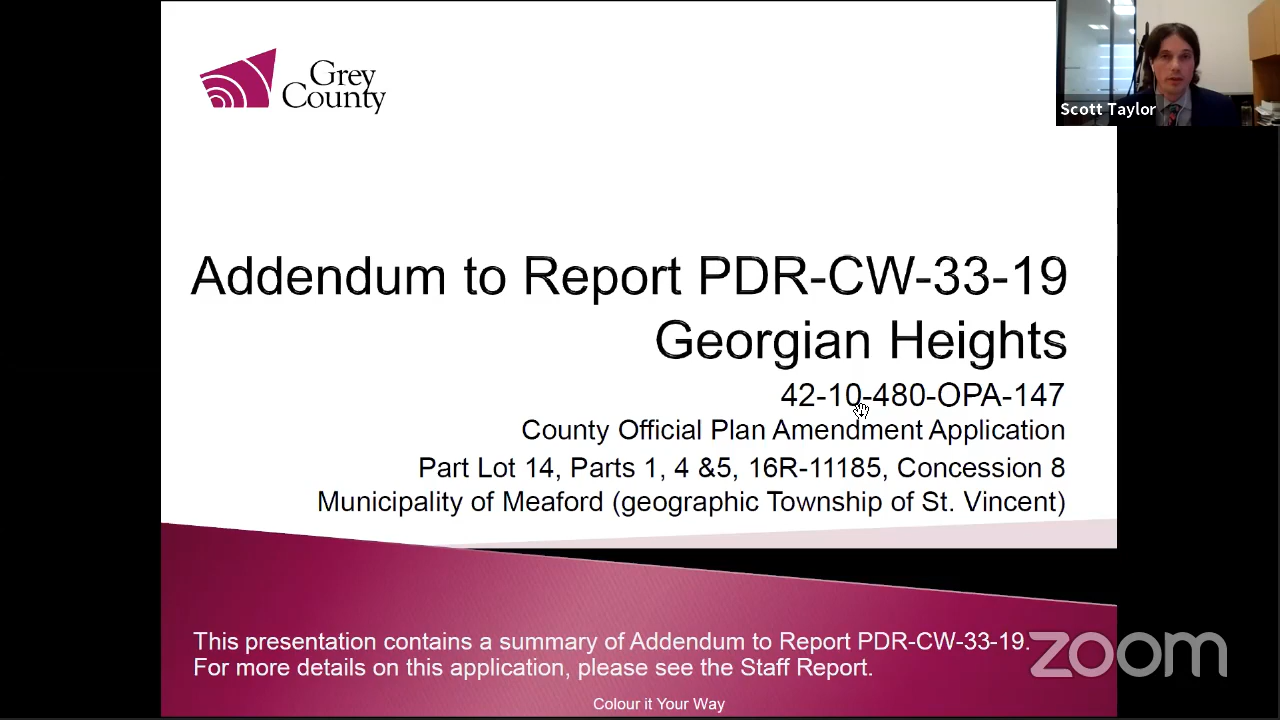 Grey
County
Scott Taylor
Addendum to Report PDR-CW-33-19
Georgian Heights
42-10-480-OPA-147
County Official Plan Amendment Application
Part Lot 14, Parts 1, 4 &5, 16R-11185, Concession 8
Municipality of Meaford (geographic Township of St. Vincent)
This presentation contains a summary of Addendum to Report PDR-CW-33-19.
For more details on this application, please see the Staff Report.
zoom
Colour it Your Way